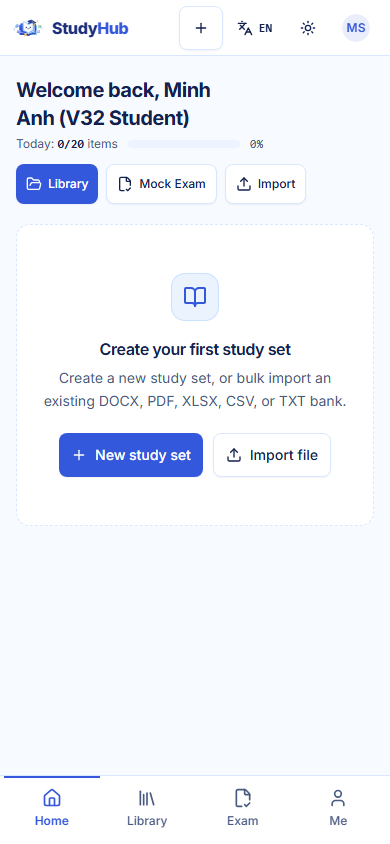 StudyHub
EN
MS
Welcome back, Minh
Anh (V32 Student)
Today: 0/20 items
0%
Library
Mock Exam
Import
Create your first study set
Create a new study set, or bulk import an
existing DOCX, PDF, XLSX, CSV, or TXT bank.
New study set
Import file
Home
Library
Exam
Me